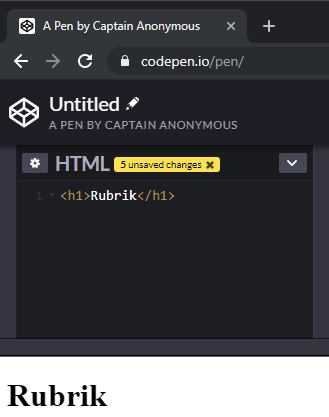 A Pen by Captain Anonymous
codepen.io/pen/
Untitled
A PEN BY CAPTAIN ANONYMOUS
HTML 5 unsaved changes
1 <h1>Rubrik</h1>
Rubrik